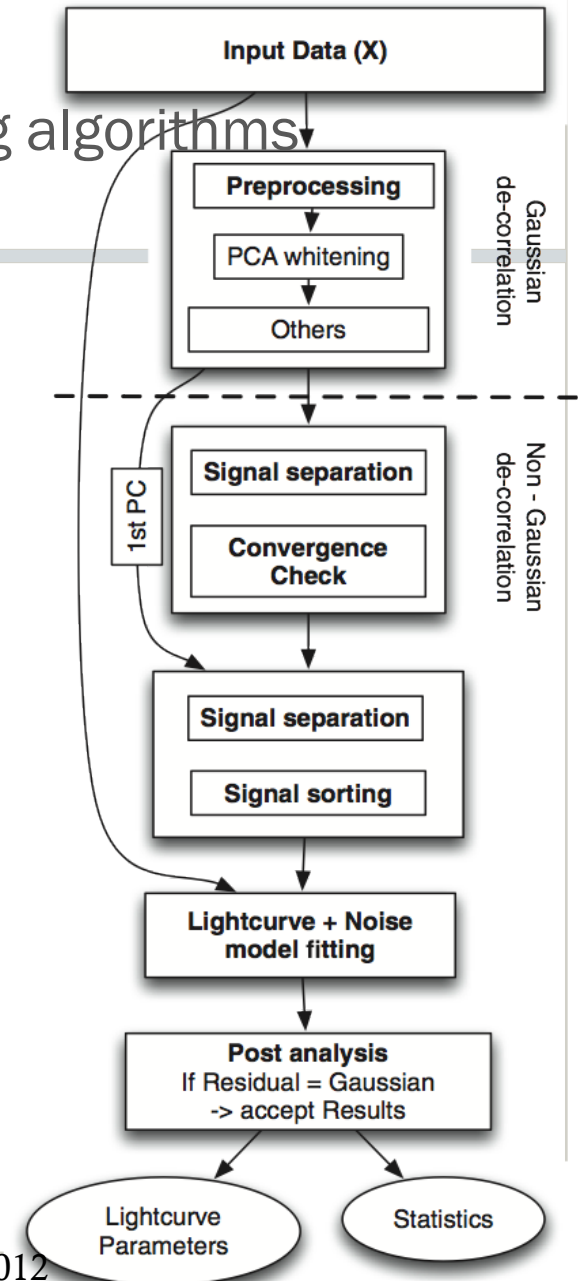 Input Data (X)
g algorithms
Preprocessing
PCA whitening
Others
Gaussian
de-correlation
1st PC
Signal separation
Convergence
Check
Non - Gaussian
de-correlation
Signal separation
Signal sorting
Lightcurve + Noise
model fitting
Post analysis
If Residual = Gaussian
-> accept Results
Lightcurve
Parameters
Statistics
012